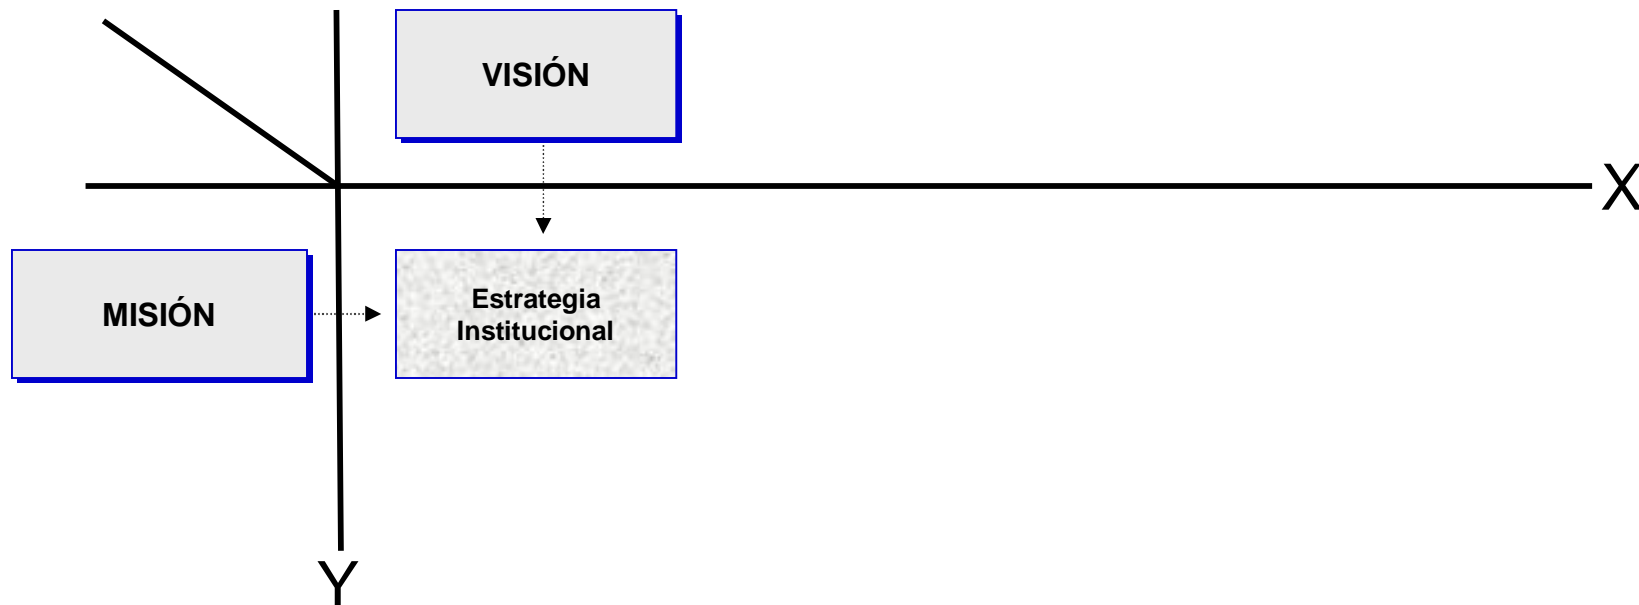 VISIÓN
X
MISIÓN
Estrategia
Institucional
Y